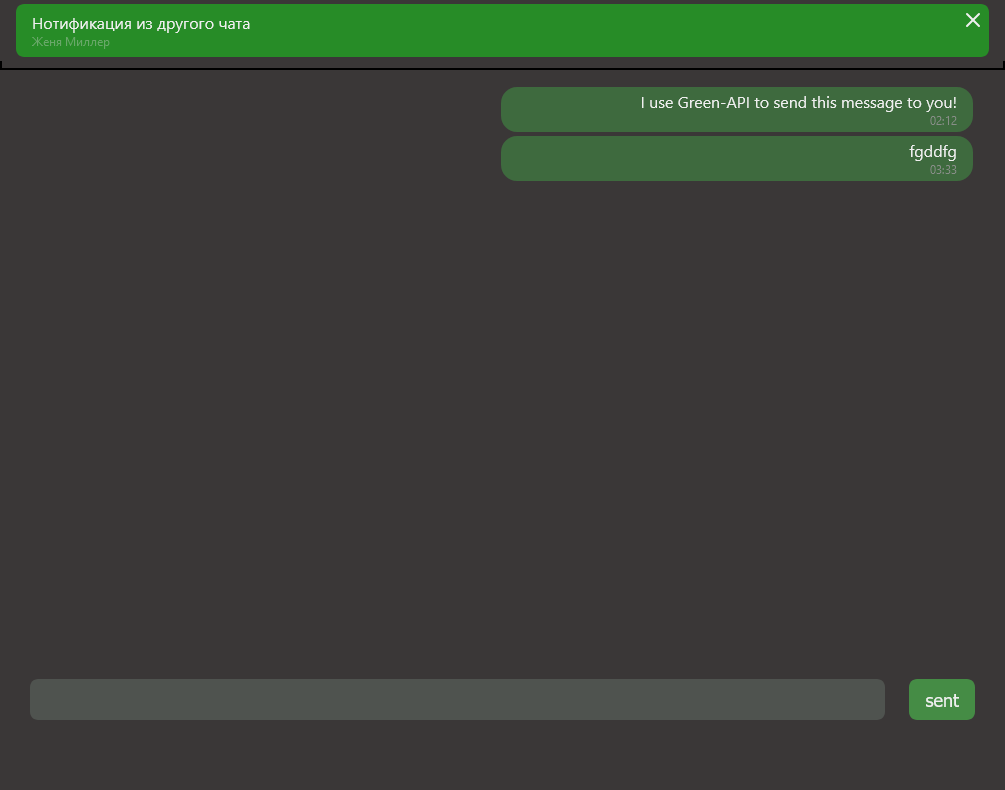 Нотификация из другого чата
Женя Миллер
I use Green-API to send this message to you!
02:12
fgddfg
03:33
sent